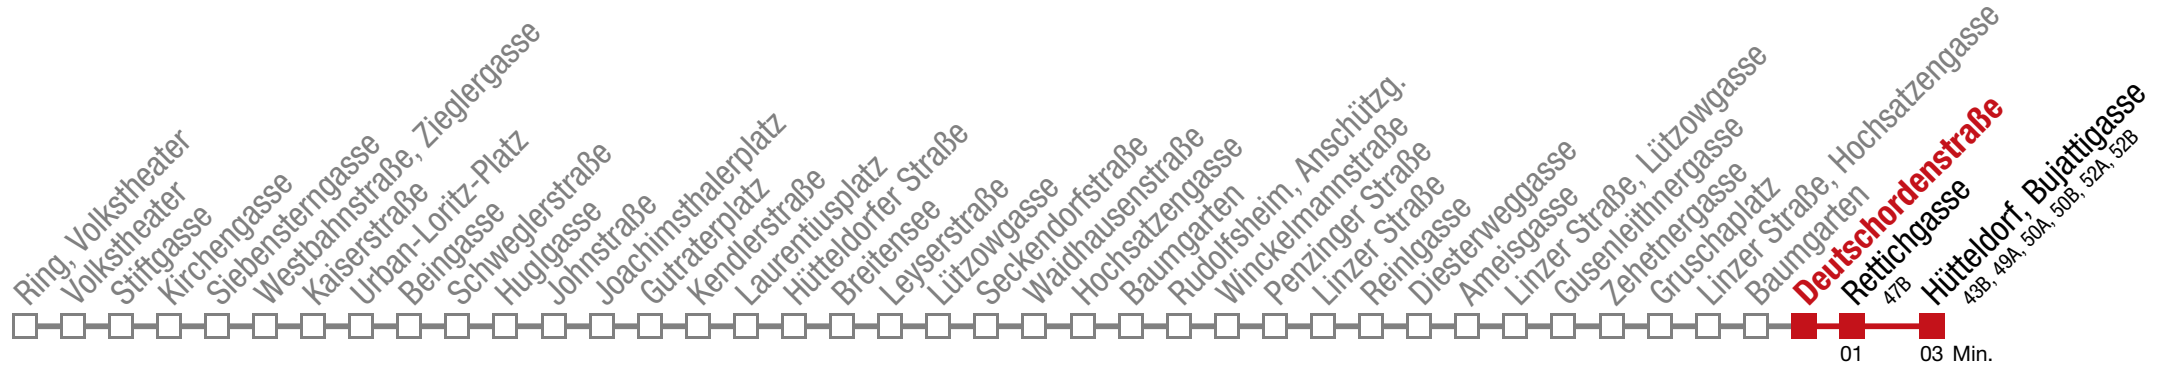 Ring, Volkstheater
Volkstheater
Stiftgasse
Kirchengasse
Siebensterngasse
Westbahnstraße, Zieglergasse
Kaiserstraße
Urban-Loritz-Platz
Beingasse
Schweglerstraße
Huglgasse
Johnstraße
Joachimsthalerplatz
Gutraterplatz
Kendlerstraße
Laurentiusplatz
Hütteldorfer Straße
Breitensee
Leyserstraße
Lützowgasse
Seckendorfstraße
Waidhausenstraße
Hochsatzengasse
Baumgarten
Rudolfsheim, Anschützg.
Winckelmannstraße
Penzinger Straße
Linzer Straße
Reinlgasse
Diesterweggasse
Ameisgasse
Linzer Straße, Lützowgasse
Gusenleithnergasse
Zehetnergasse
Gruschaplatz
Linzer Straße, Hochsatzengasse
Baumgarten
Deutschordenstraße
Rettichgasse
47B
Hütteldorf, Bujattigasse
43B, 49A, 50A, 50B, 52A, 52B
01
03 Min.